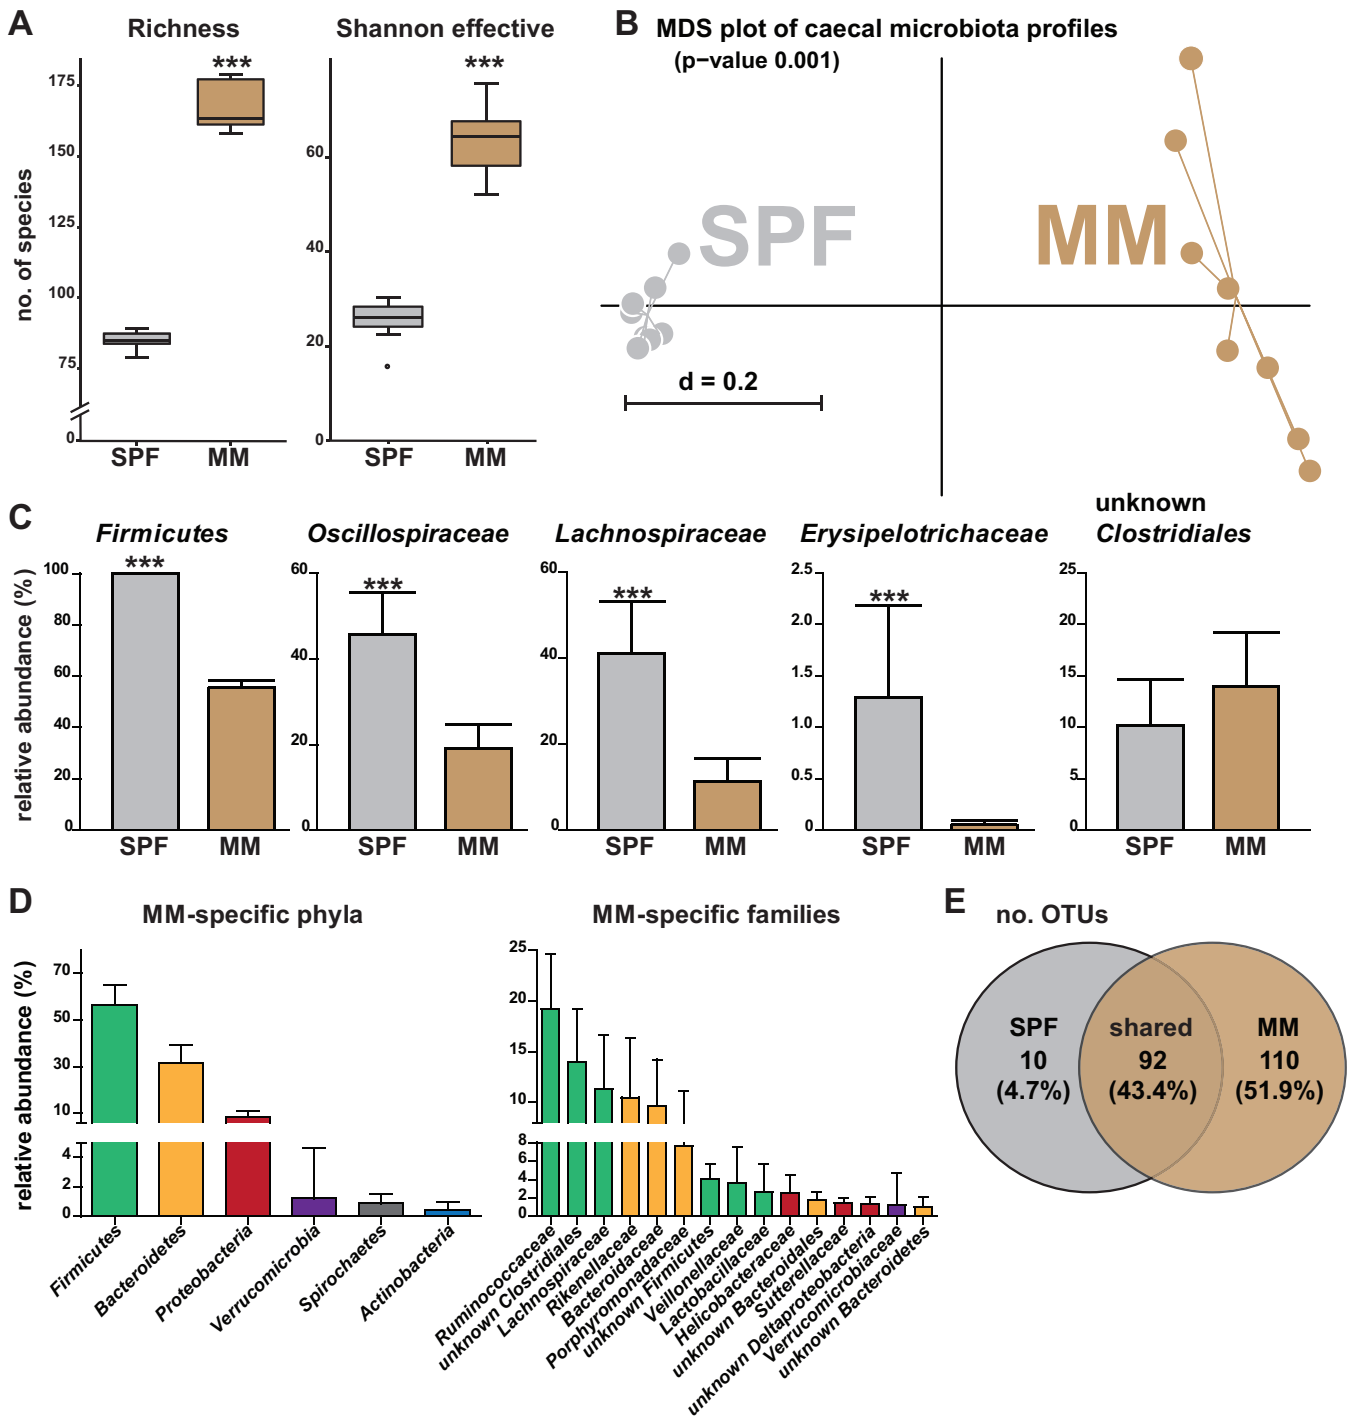 A
Richness
Shannon effective
no. of species
175
150
125
100
75
0
***
SPF
MM
60
40
20
0
***
SPF
MM
B
MDS plot of caecal microbiota profiles
(p−value 0.001)
SPF
MM
d = 0.2
C
relative abundance (%)
Firmicutes
100
80
60
40
20
0
***
SPF
MM
Oscillospiraceae
60
40
20
0
***
SPF
MM
Lachnospiraceae
60
40
20
0
***
SPF
MM
Erysipelotrichaceae
2.5
2.0
1.5
1.0
0.5
0
***
SPF
MM
unknown
Clostridiales
25
20
15
10
5
0
SPF
MM
D
MM-specific phyla
relative abundance (%)
70
50
30
10
4
2
0
Firmicutes
Bacteroidetes
Proteobacteria
Verrucomicrobia
Spirochaetes
Actinobacteria
MM-specific families
25
20
15
10
8
6
4
2
0
Ruminococcaceae
unknown Clostridiales
Lachnospiraceae
Rikenellaceae
Bacteroidaceae
Porphyromonadaceae
unknown Firmicutes
Veillonellaceae
Lactobacillaceae
Helicobacteraceae
unknown Bacteroidales
Sutterellaceae
unknown Deltaproteobacteria
Verrucomicrobiaceae
unknown Bacteroidetes
E
no. OTUs
SPF
10
(4.7%)
shared
92
(43.4%)
MM
110
(51.9%)